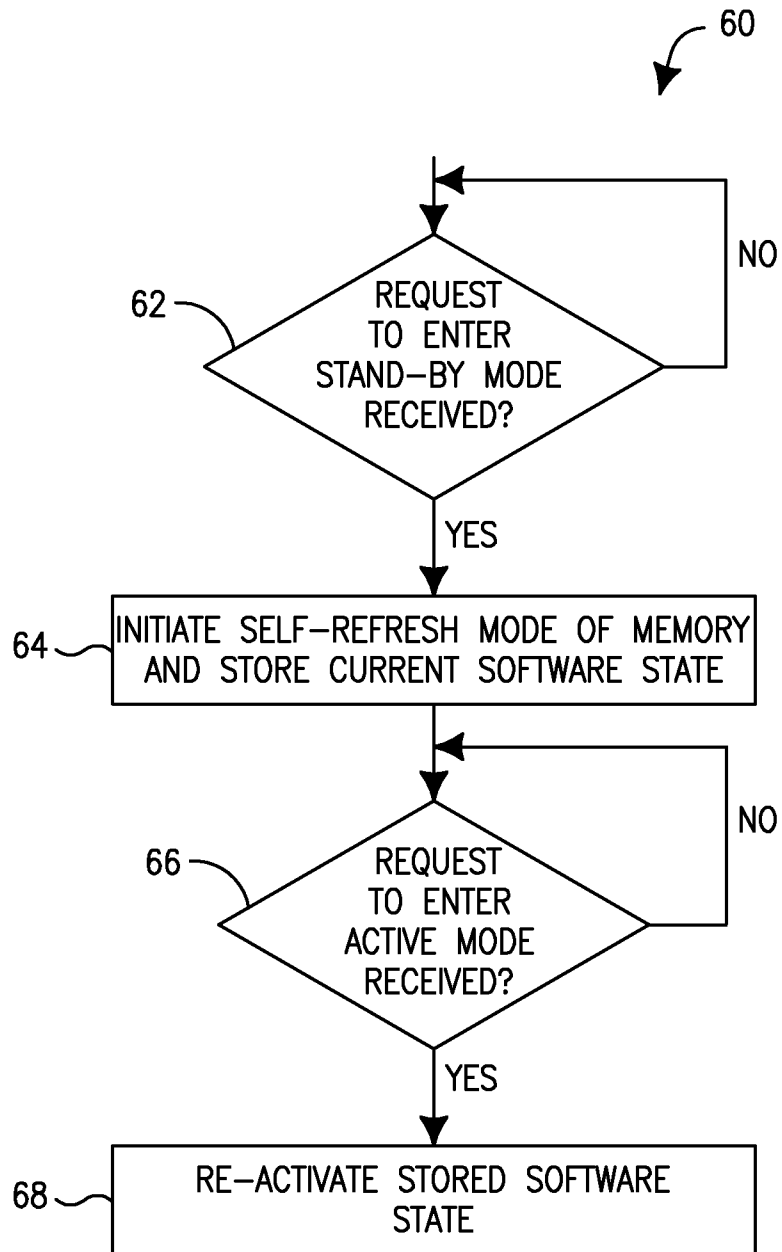 60
NO
62
REQUEST
TO ENTER
STAND-BY MODE
RECEIVED?
YES
64
INITIATE SELF-REFRESH MODE OF MEMORY
AND STORE CURRENT SOFTWARE STATE
NO
66
REQUEST
TO ENTER
ACTIVE MODE
RECEIVED?
YES
68
RE-ACTIVATE STORED SOFTWARE
STATE